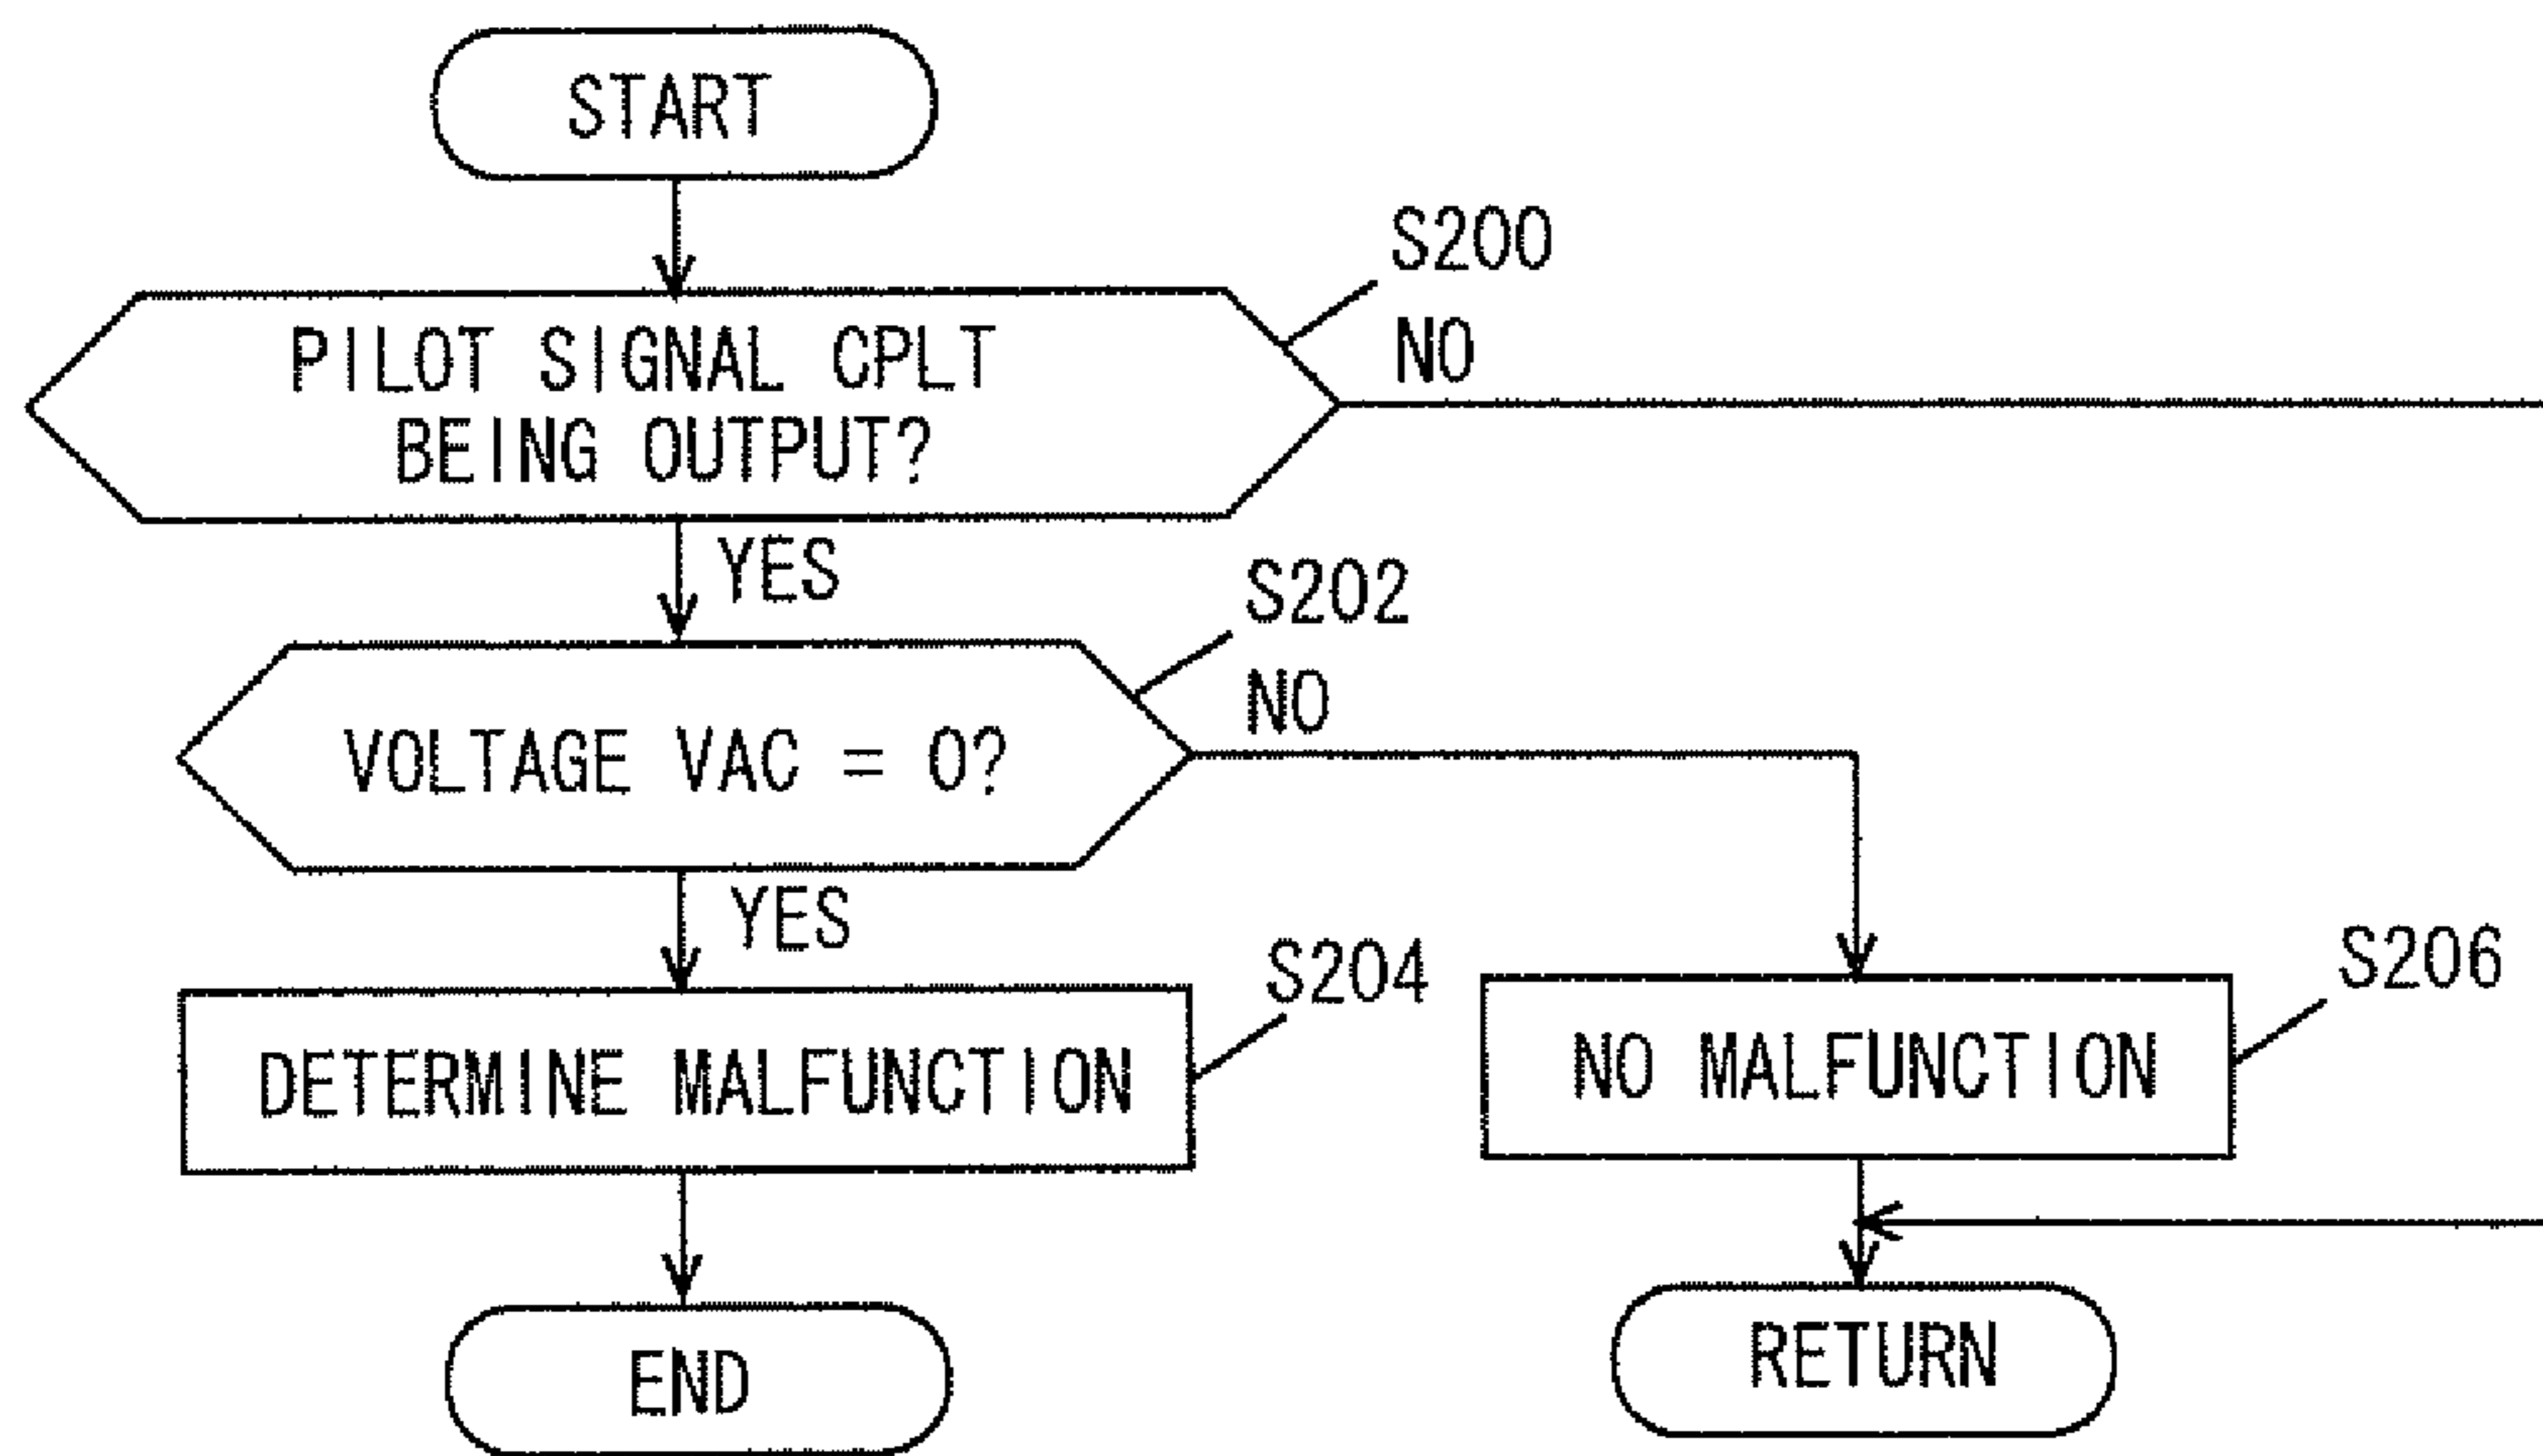 START
S200
PILOT SIGNAL CPLT
BEING OUTPUT?
NO
YES
S202
VOLTAGE VAC = 0?
NO
YES
S204
DETERMINE MALFUNCTION
S206
NO MALFUNCTION
END
RETURN